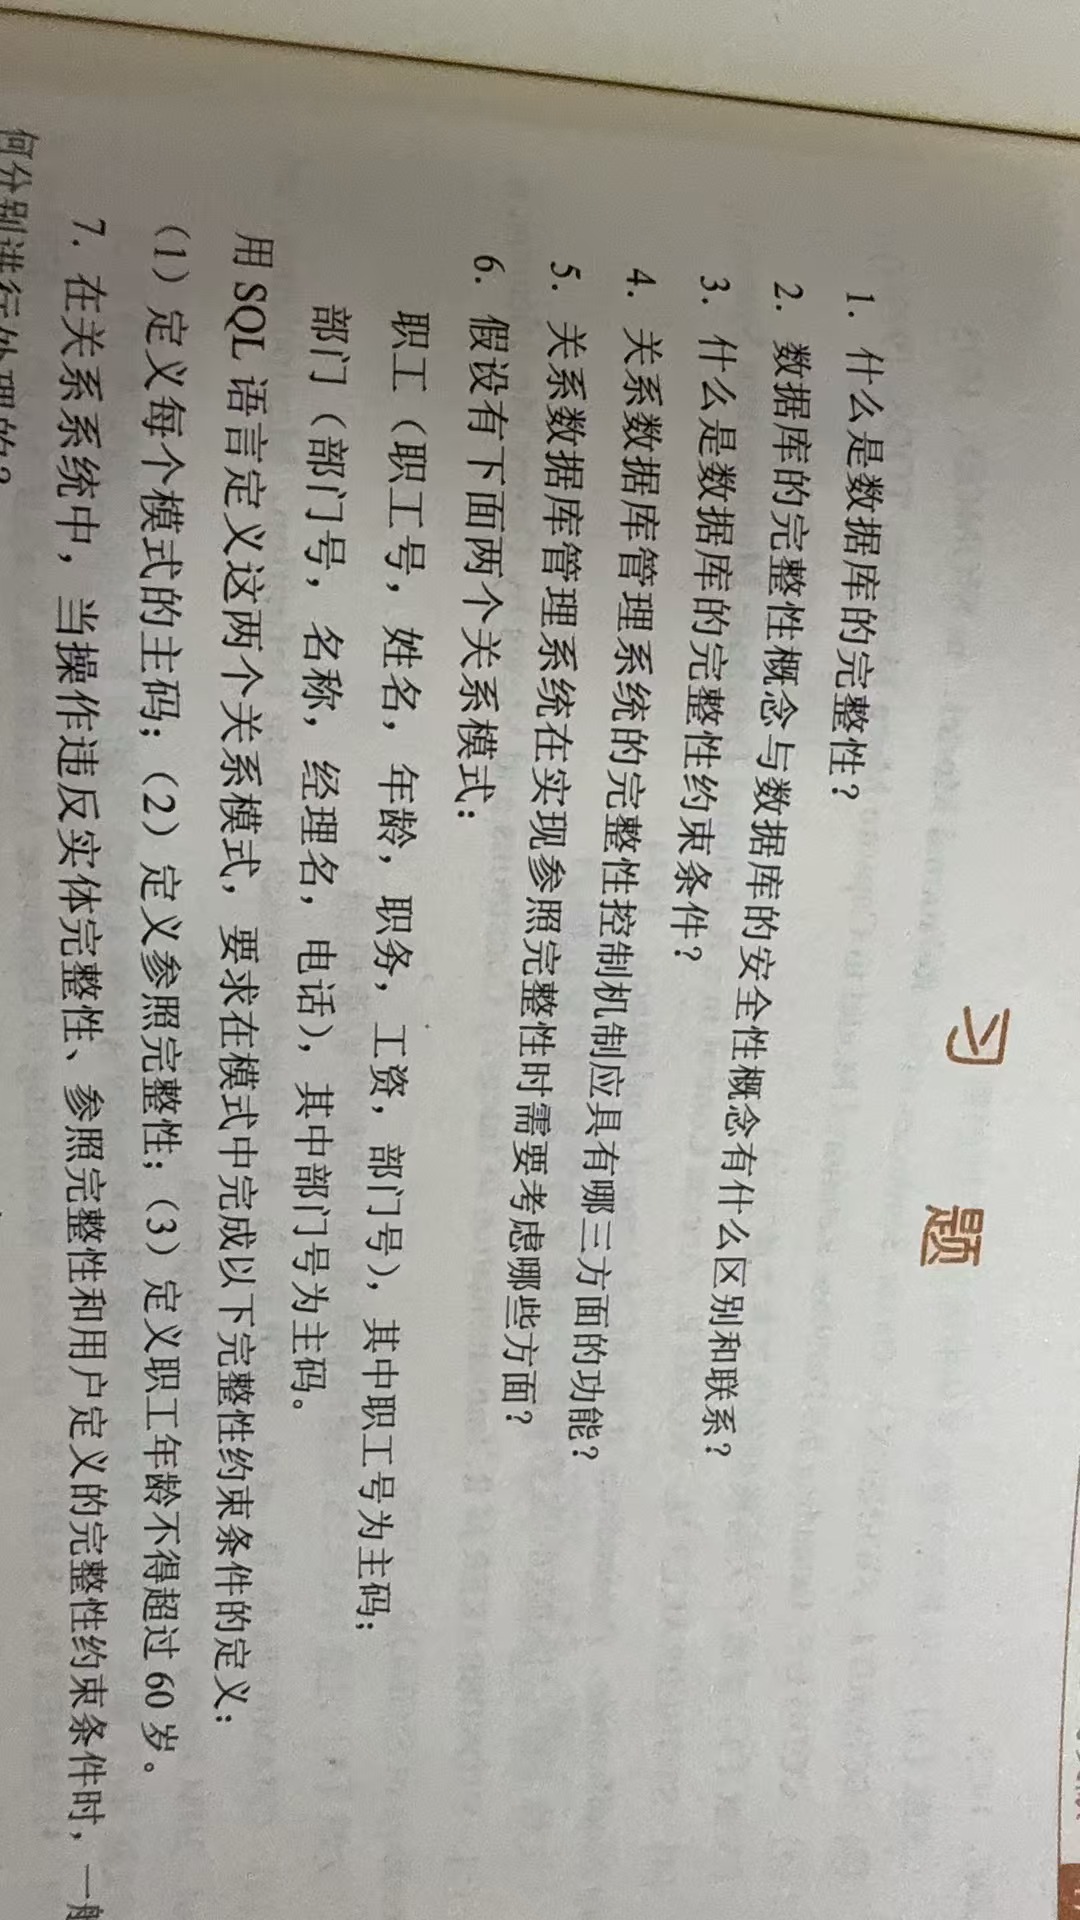 习 题
1. 什么是数据库的完整性？
2. 数据库的完整性概念与数据库的安全性概念有什么区别和联系？
3. 什么是数据库的完整性约束条件？
4. 关系数据库管理系统的完整性控制机制应具有哪三方面的功能？
5. 关系数据库管理系统在实现参照完整性时需要考虑哪些方面？
6. 假设有下面两个关系模式：
职工（职工号，姓名，年龄，职务，工资，部门号），其中职工号为主码；
部门（部门号，名称，经理名，电话），其中部门号为主码。
用 SQL 语言定义这两个关系模式，要求在模式中完成以下完整性约束条件的定义：
（1）定义每个模式的主码；（2）定义参照完整性；（3）定义职工年龄不得超过 60 岁。
7. 在关系系统中，当操作违反实体完整性、参照完整性和用户定义的完整性约束条件时，一般
何分别进行处理的？